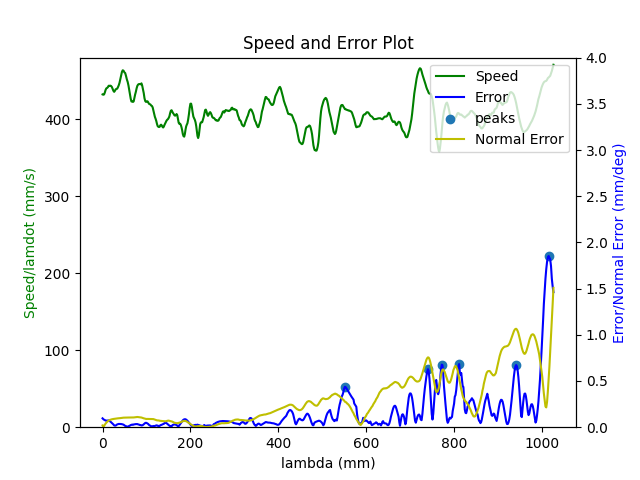 Speed and Error Plot
Speed/lamdot (mm/s)
400
300
200
100
0
0
200
400
600
800
1000
lambda (mm)
4.0
3.5
3.0
2.5
2.0
1.5
1.0
0.5
0.0
Error/Normal Error (mm/deg)
Speed
Error
peaks
Normal Error